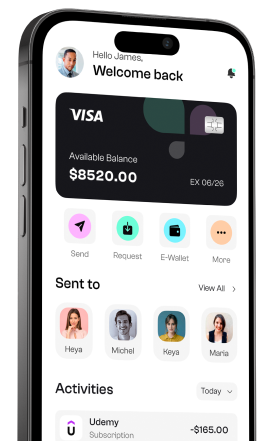 Hello James,
Welcome back
VISA
Available Balance
$8520.00
EX 06/26
Send
Request
E-Wallet
More
Sent to
View All
Heya
Michel
Keya
Maria
Activities
Today
Udemy
-$165.00
Subscription